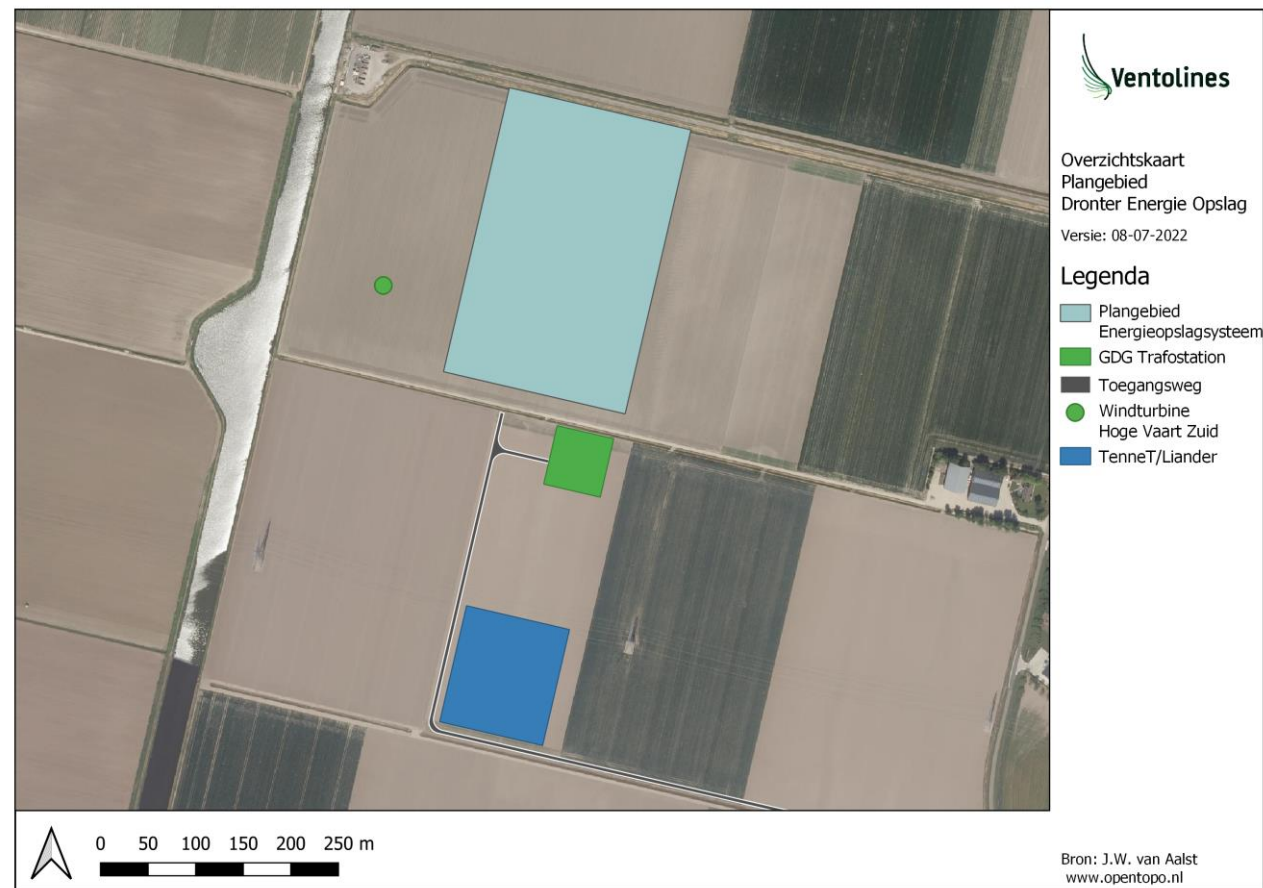 Ventolines
Overzichtskaart
Plangebied
Dronter Energie Opslag
Versie: 08-07-2022
Legenda
Plangebied
Energieopslagsysteem
GDG Trafostation
Toegangsweg
Windturbine
Hoge Vaart Zuid
TenneT/Liander
0 50 100 150 200 250 m
Bron: J.W. van Aalst
www.opentopo.nl